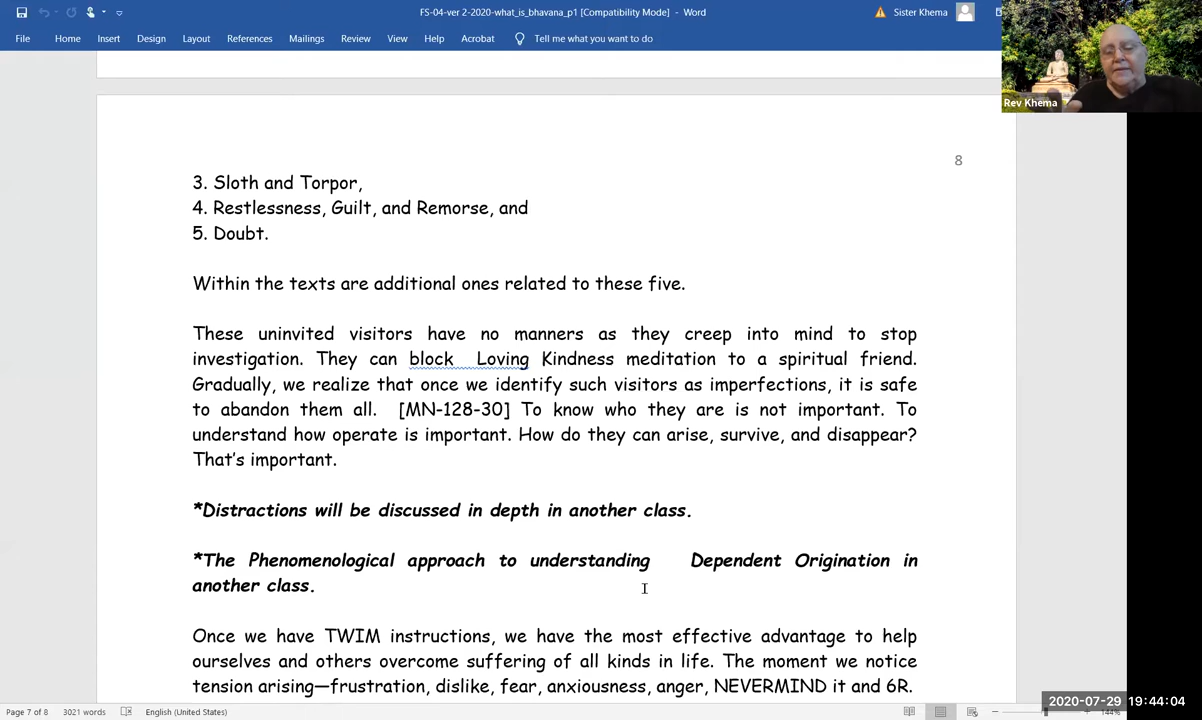 FS-04-ver 2-2020-what_is_bhavana_p1 [Compatibility Mode] - Word
Sister Khema
File Home Insert Design Layout References Mailings Review View Help Acrobat Tell me what you want to do
Rev Khema
8
3. Sloth and Torpor,
4. Restlessness, Guilt, and Remorse, and
5. Doubt.
Within the texts are additional ones related to these five.
These uninvited visitors have no manners as they creep into mind to stop
investigation. They can block Loving Kindness meditation to a spiritual friend.
Gradually, we realize that once we identify such visitors as imperfections, it is safe
to abandon them all. [MN-128-30] To know who they are is not important. To
understand how operate is important. How do they can arise, survive, and disappear?
That's important.
*Distractions will be discussed in depth in another class.
*The Phenomenological approach to understanding Dependent Origination in
another class.
Once we have TWIM instructions, we have the most effective advantage to help
ourselves and others overcome suffering of all kinds in life. The moment we notice
tension arising—frustration, dislike, fear, anxiousness, anger, NEVERMIND it and 6R.
Page 7 of 8 3021 words English (United States)
2020-07-29 19:44:04